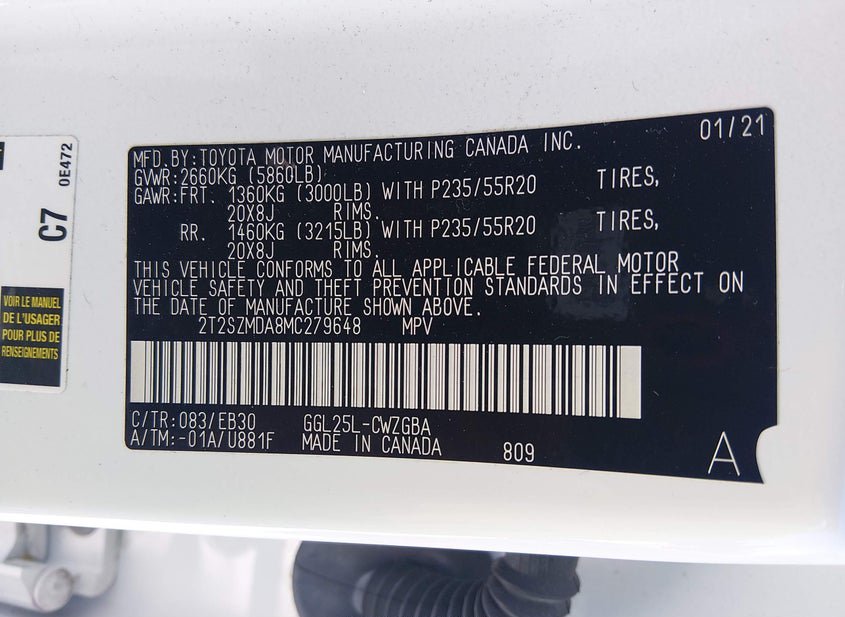 0E472
C7
VOIR LE MANUEL
DE L'USAGER
POUR PLUS DE
RENSEIGNEMENTS
01/21
MFD.BY:TOYOTA MOTOR MANUFACTURING CANADA INC.
GVWR:2660KG (5860LB)
GAWR:FRT. 1360KG (3000LB) WITH P235/55R20 TIRES,
20X8J RIMS.
RR. 1460KG (3215LB) WITH P235/55R20 TIRES,
20X8J RIMS.
THIS VEHICLE CONFORMS TO ALL APPLICABLE FEDERAL MOTOR
VEHICLE SAFETY AND THEFT PREVENTION STANDARDS IN EFFECT ON
THE DATE OF MANUFACTURE SHOWN ABOVE.
2T2SZMDA8MC279648 MPV
C/TR:083/EB30 GGL25L-CWZGBA
A/TM:-01A/U881F MADE IN CANADA 809
A